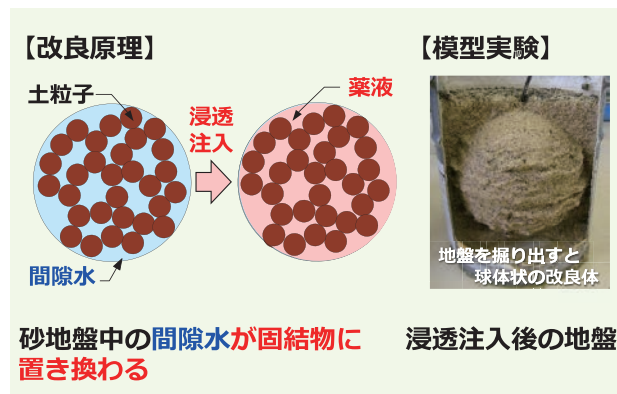 【改良原理】
【模型実験】
土粒子
浸透
注入
薬液
間隙水
地盤を掘り出すと
球体状の改良体
砂地盤中の間隙水が固結物に
置き換わる
浸透注入後の地盤